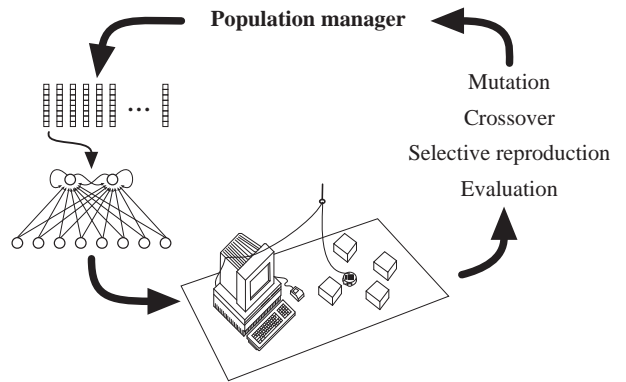 Population manager
Mutation
Crossover
Selective reproduction
Evaluation